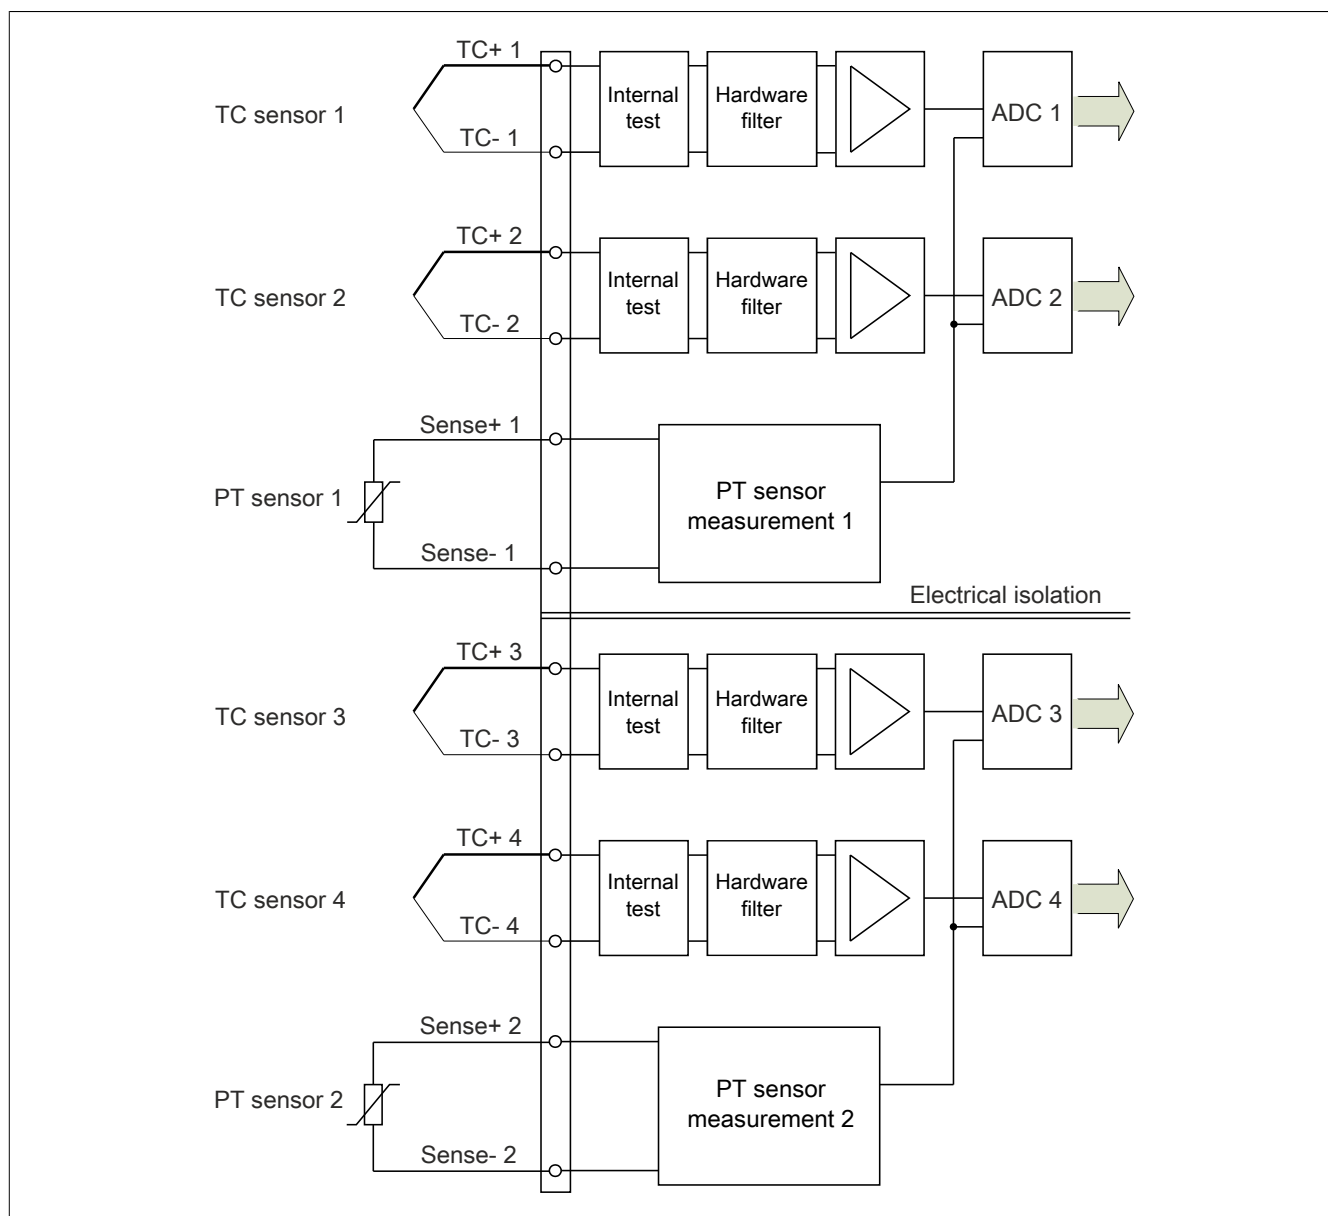 TC+ 1
TC sensor 1
TC- 1
Internal
test
Hardware
filter
ADC 1
TC+ 2
TC sensor 2
TC- 2
Internal
test
Hardware
filter
ADC 2
Sense+ 1
PT sensor 1
Sense- 1
PT sensor
measurement 1
Electrical isolation
TC+ 3
TC sensor 3
TC- 3
Internal
test
Hardware
filter
ADC 3
TC+ 4
TC sensor 4
TC- 4
Internal
test
Hardware
filter
ADC 4
Sense+ 2
PT sensor 2
Sense- 2
PT sensor
measurement 2